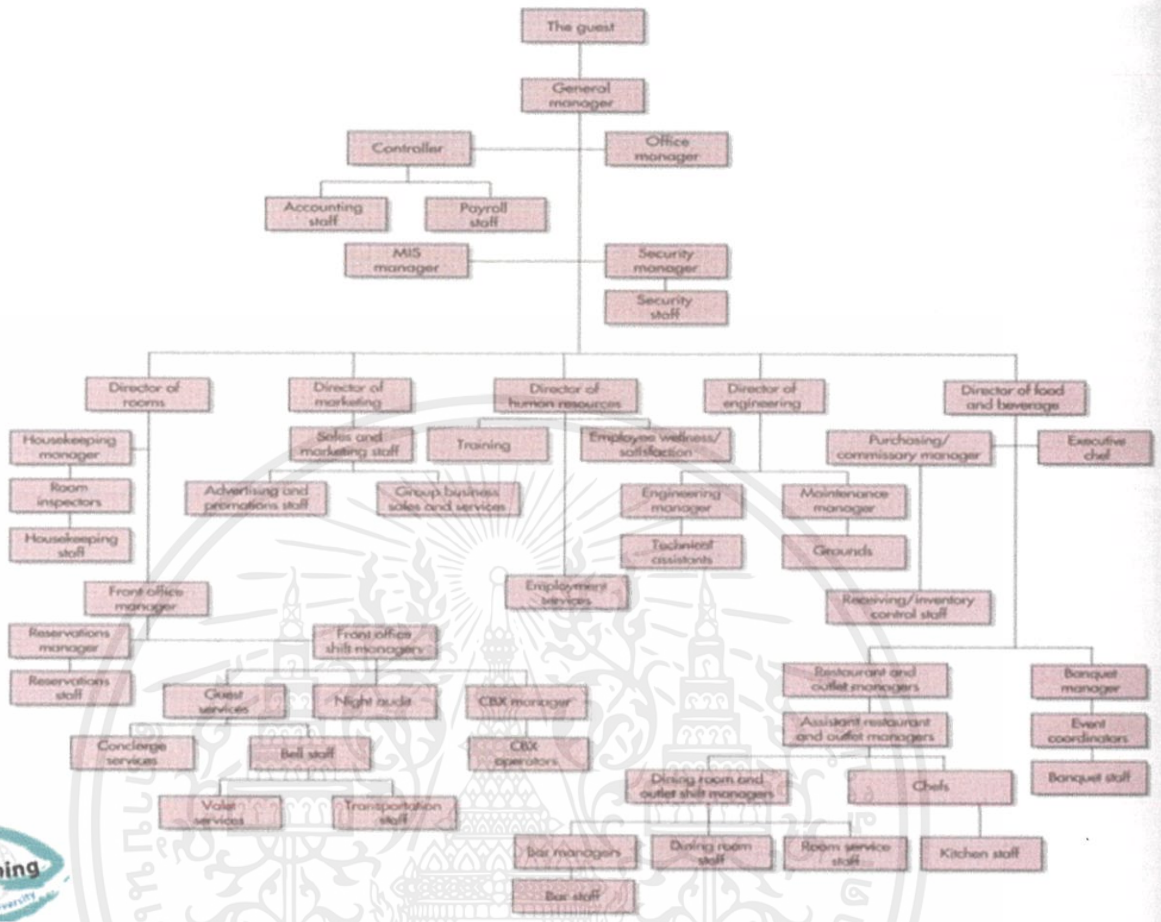 The guest
General
manager
Controller
Office
manager
Accounting
staff
Payroll
staff
MIS
manager
Security
manager
Security
staff
Director of
rooms
Director of
marketing
Director of
human resources
Director of
engineering
Director of food
and beverage
Housekeeping
manager
Sales and
marketing staff
Training
Employee wellness/
satisfaction
Purchasing/
commissary manager
Executive
chef
Room
inspectors
Advertising and
promotions staff
Group business
sales and services
Engineering
manager
Maintenance
manager
Housekeeping
staff
Technical
assistants
Grounds
Front office
manager
Employment
services
Receiving/inventory
control staff
Reservations
manager
Front office
shift managers
Reservations
staff
Guest
services
Night audit
CBX manager
Restaurant and
outlet managers
Banquet
manager
Concierge
services
Bell staff
CBX
operators
Assistant restaurant
and outlet managers
Event
coordinators
Dining room and
outlet shift managers
Chefs
Banquet staff
Valet
services
Transportation
staff
Bar managers
Dining room
staff
Room service
staff
Kitchen staff
Bar staff